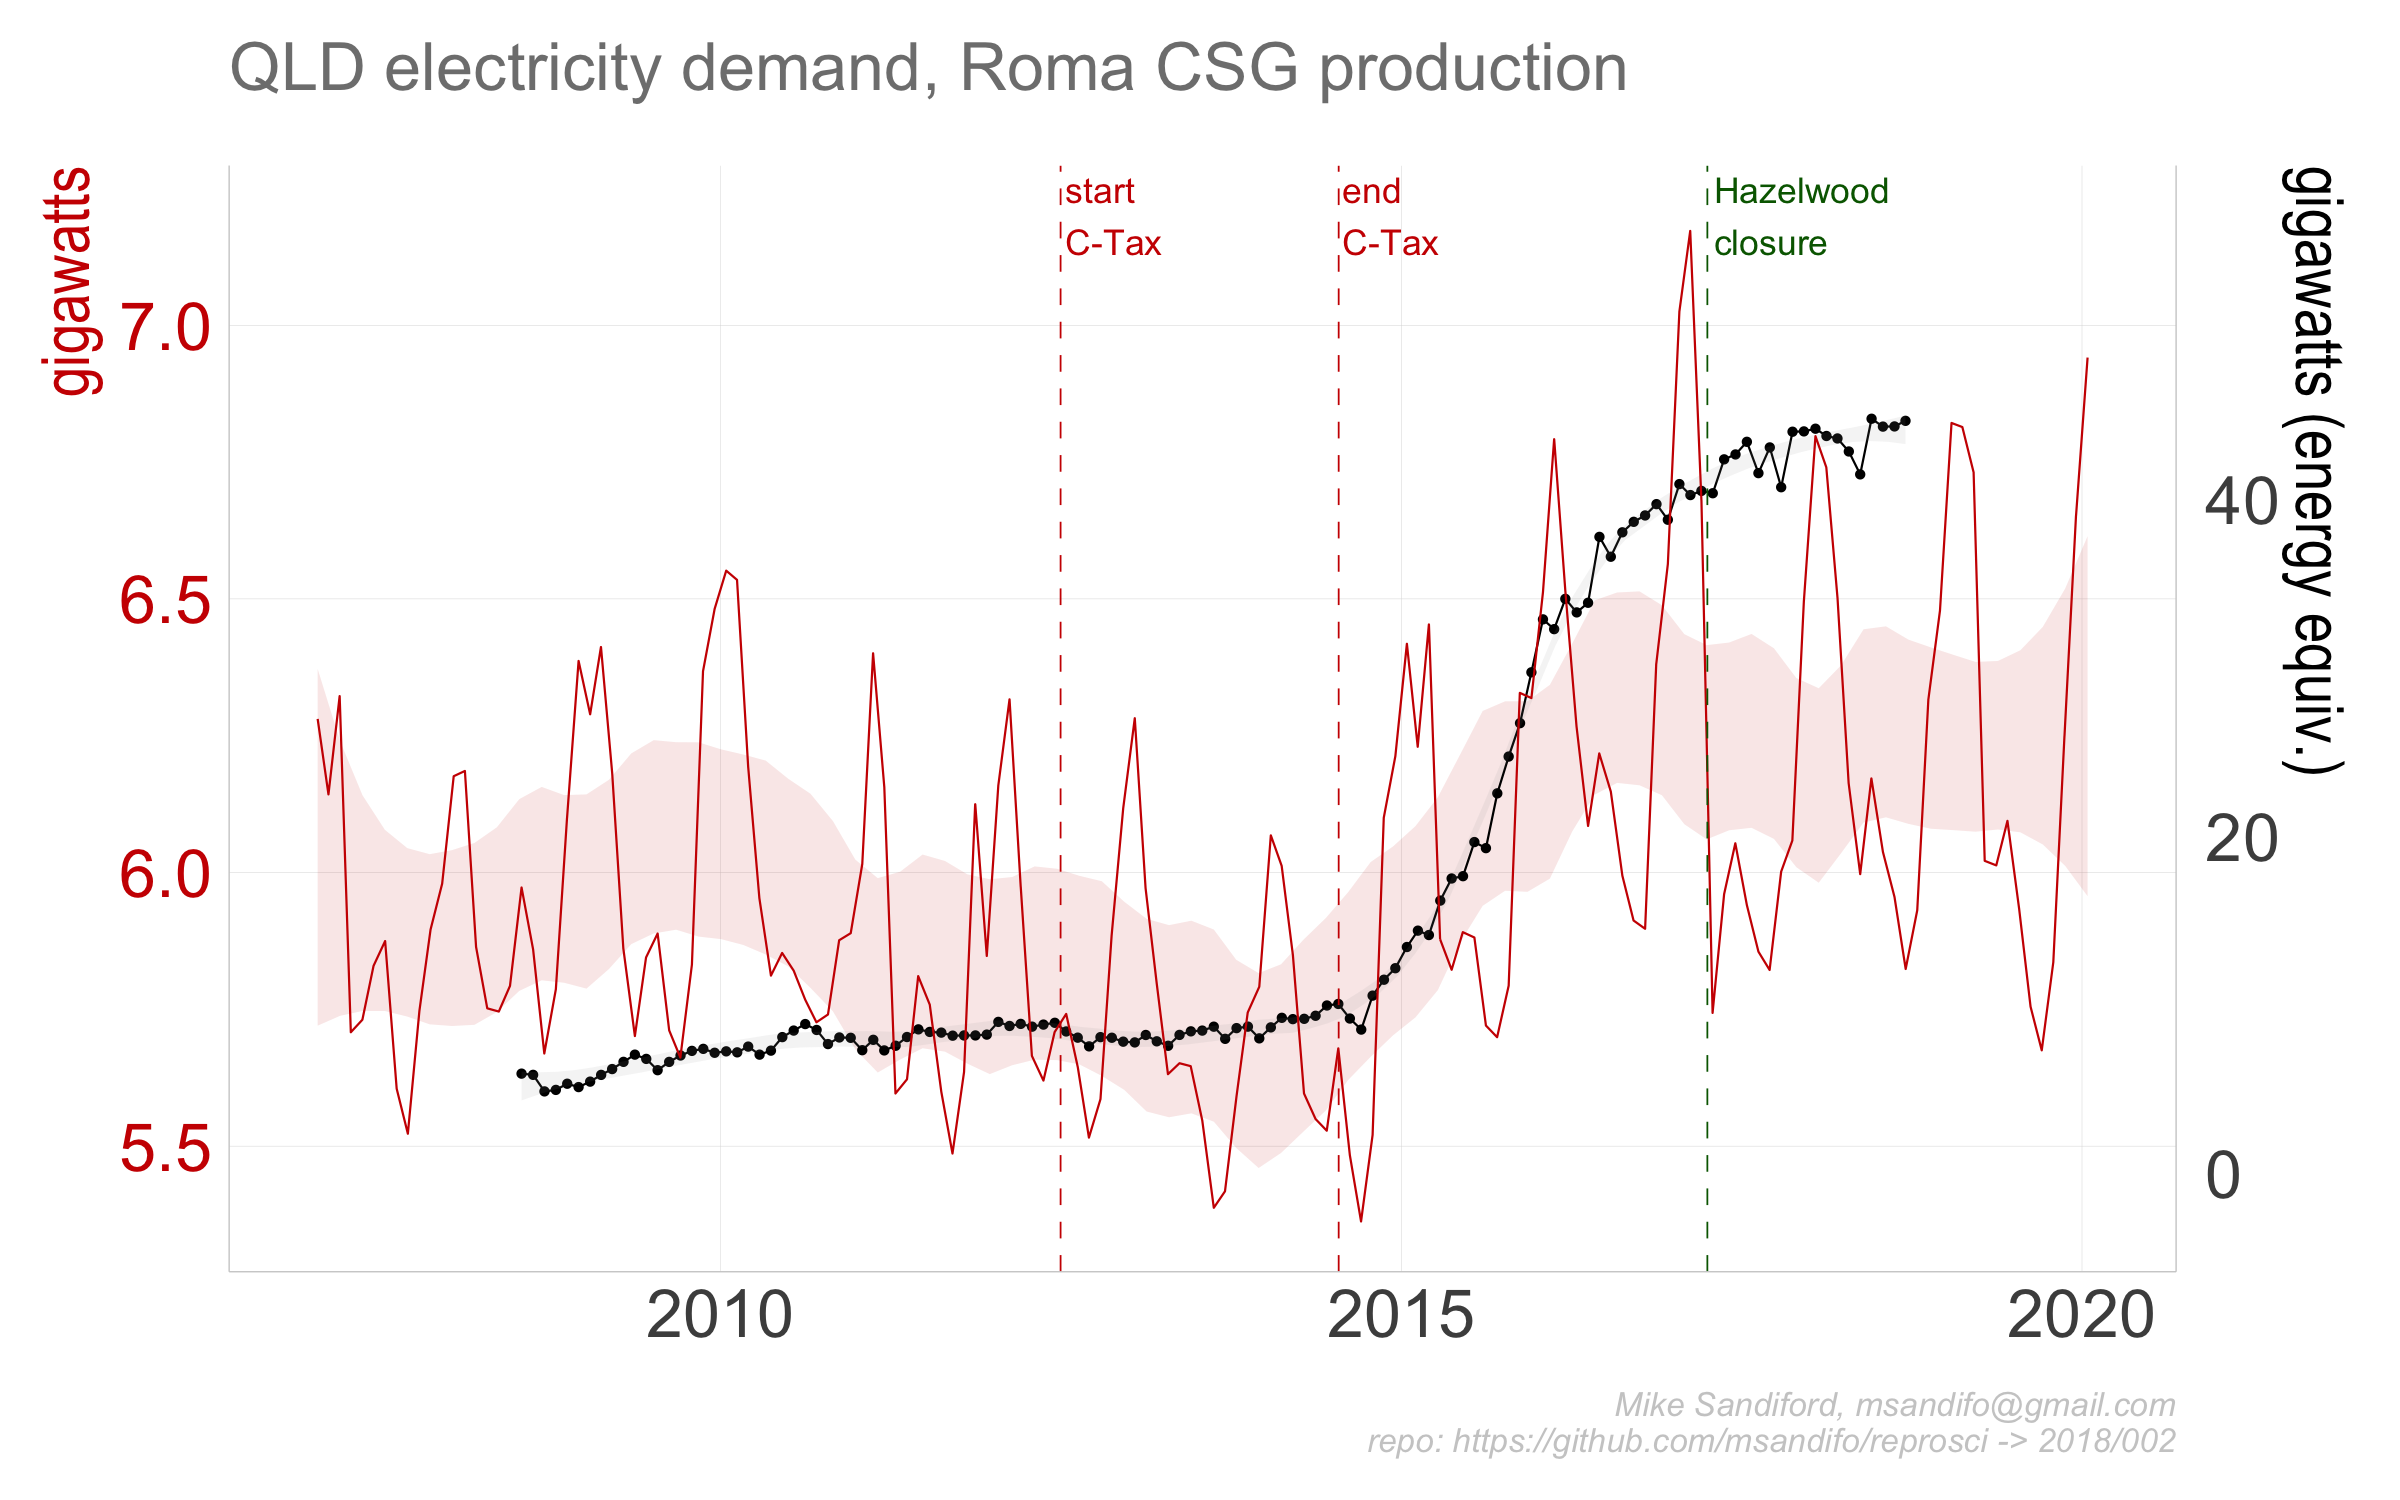 QLD electricity demand, Roma CSG production
gigawatts
gigawatts (energy equiv.)
start
C-Tax
end
C-Tax
Hazelwood
closure
7.0
6.5
6.0
5.5
40
20
0
2010
2015
2020
Mike Sandiford, msandifo@gmail.com
repo: https://github.com/msandifo/reprosci -> 2018/002